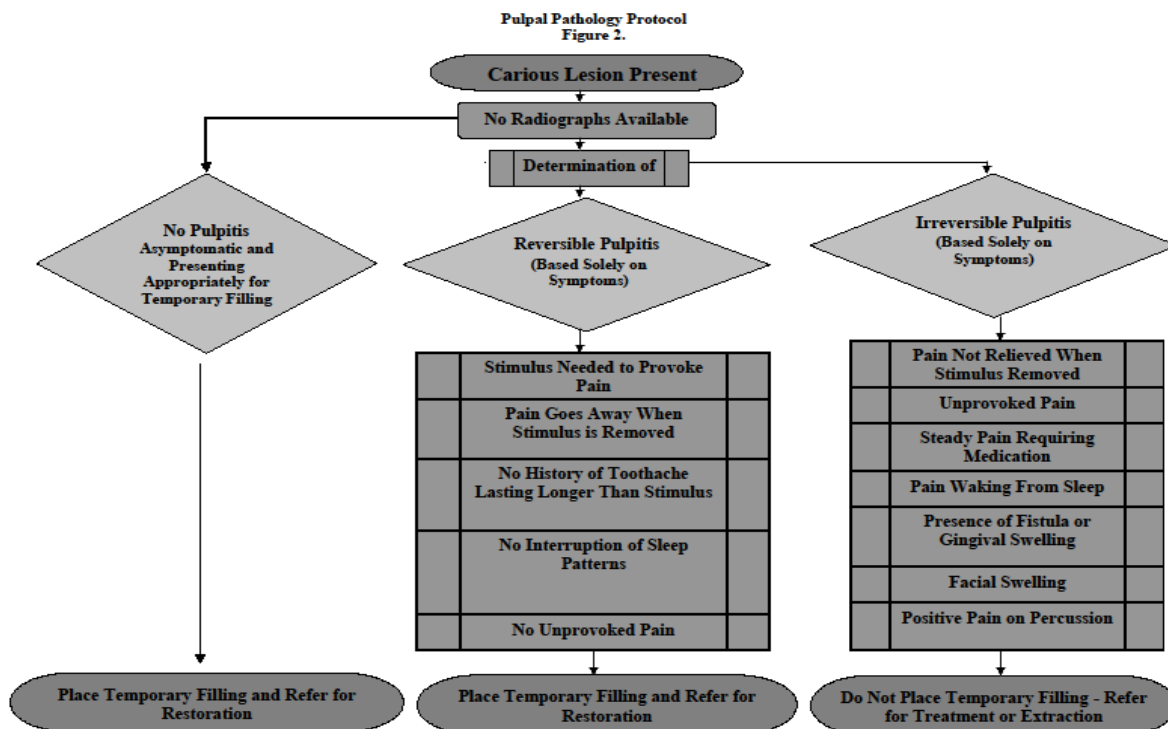 Pulpal Pathology Protocol
Figure 2.
Carious Lesion Present
No Radiographs Available
Determination of
No Pulpitis
Asymptomatic and
Presenting
Appropriately for
Temporary Filling
Reversible Pulpitis
(Based Solely on
Symptoms)
Irreversible Pulpitis
(Based Solely on
Symptoms)
Stimulus Needed to Provoke
Pain
Pain Goes Away When
Stimulus is Removed
No History of Toothache
Lasting Longer Than Stimulus
No Interruption of Sleep
Patterns
No Unprovoked Pain
Pain Not Relieved When
Stimulus Removed
Unprovoked Pain
Steady Pain Requiring
Medication
Pain Waking From Sleep
Presence of Fistula or
Gingival Swelling
Facial Swelling
Positive Pain on Percussion
Place Temporary Filling and Refer for
Restoration
Place Temporary Filling and Refer for
Restoration
Do Not Place Temporary Filling - Refer
for Treatment or Extraction